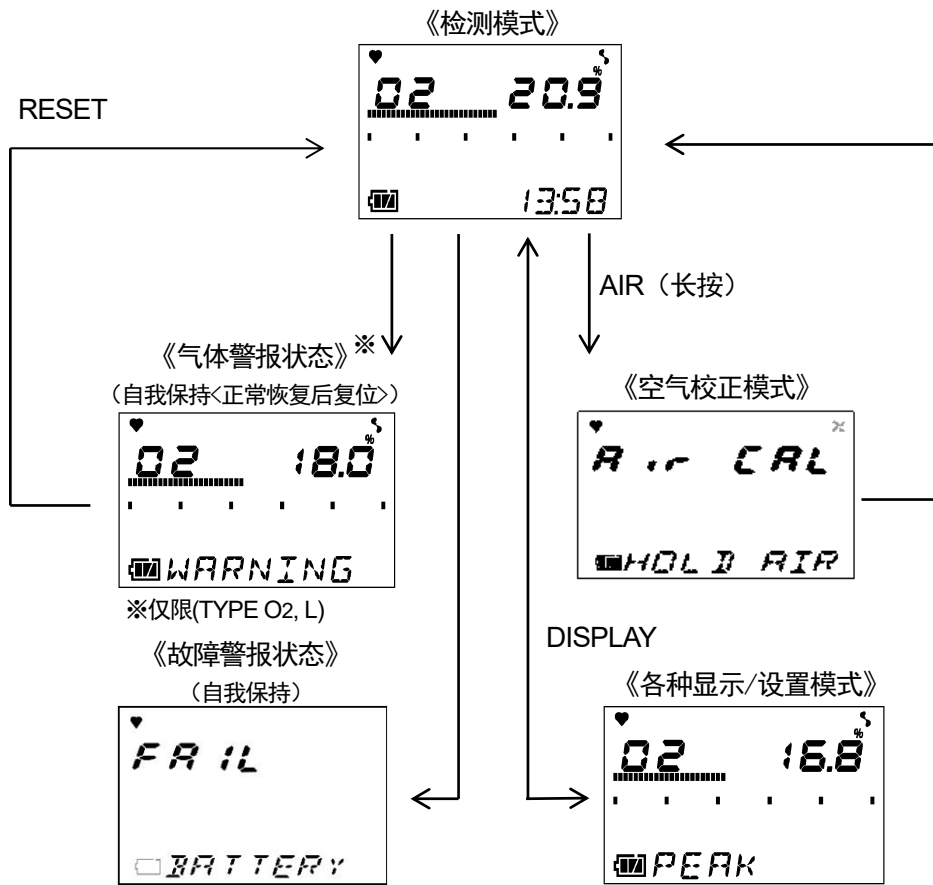 《检测模式》
O2 20.9%
13:58
RESET
AIR（长按）
《气体警报状态》※
（自我保持<正常恢复后复位>）
O2 18.0%
WARNING
※仅限(TYPE O2, L)
《空气校正模式》
Air CAL
HOLD AIR
《故障警报状态》
（自我保持）
FAIL
BATTERY
DISPLAY
《各种显示/设置模式》
O2 16.8%
PEAK